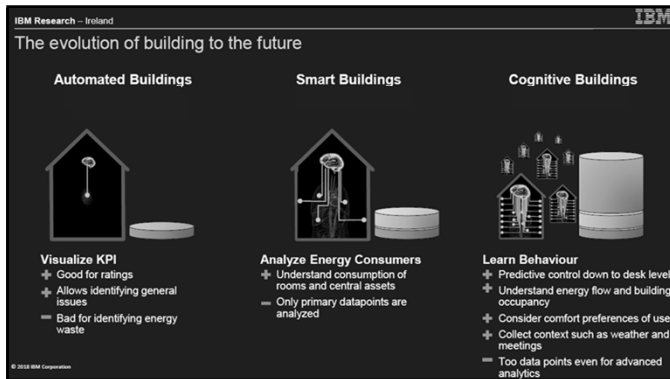 IBM Research – Ireland
IBM
The evolution of building to the future
Automated Buildings
Smart Buildings
Cognitive Buildings
Visualize KPI
+ Good for ratings
+ Allows identifying general
issues
− Bad for identifying energy
waste
Analyze Energy Consumers
+ Understand consumption of
rooms and central assets
− Only primary datapoints are
analyzed
Learn Behaviour
+ Predictive control down to desk level
+ Understand energy flow and building
occupancy
+ Consider comfort preferences of use
+ Collect context such as weather and
meetings
− Too data points even for advanced
analytics
© 2018 IBM Corporation